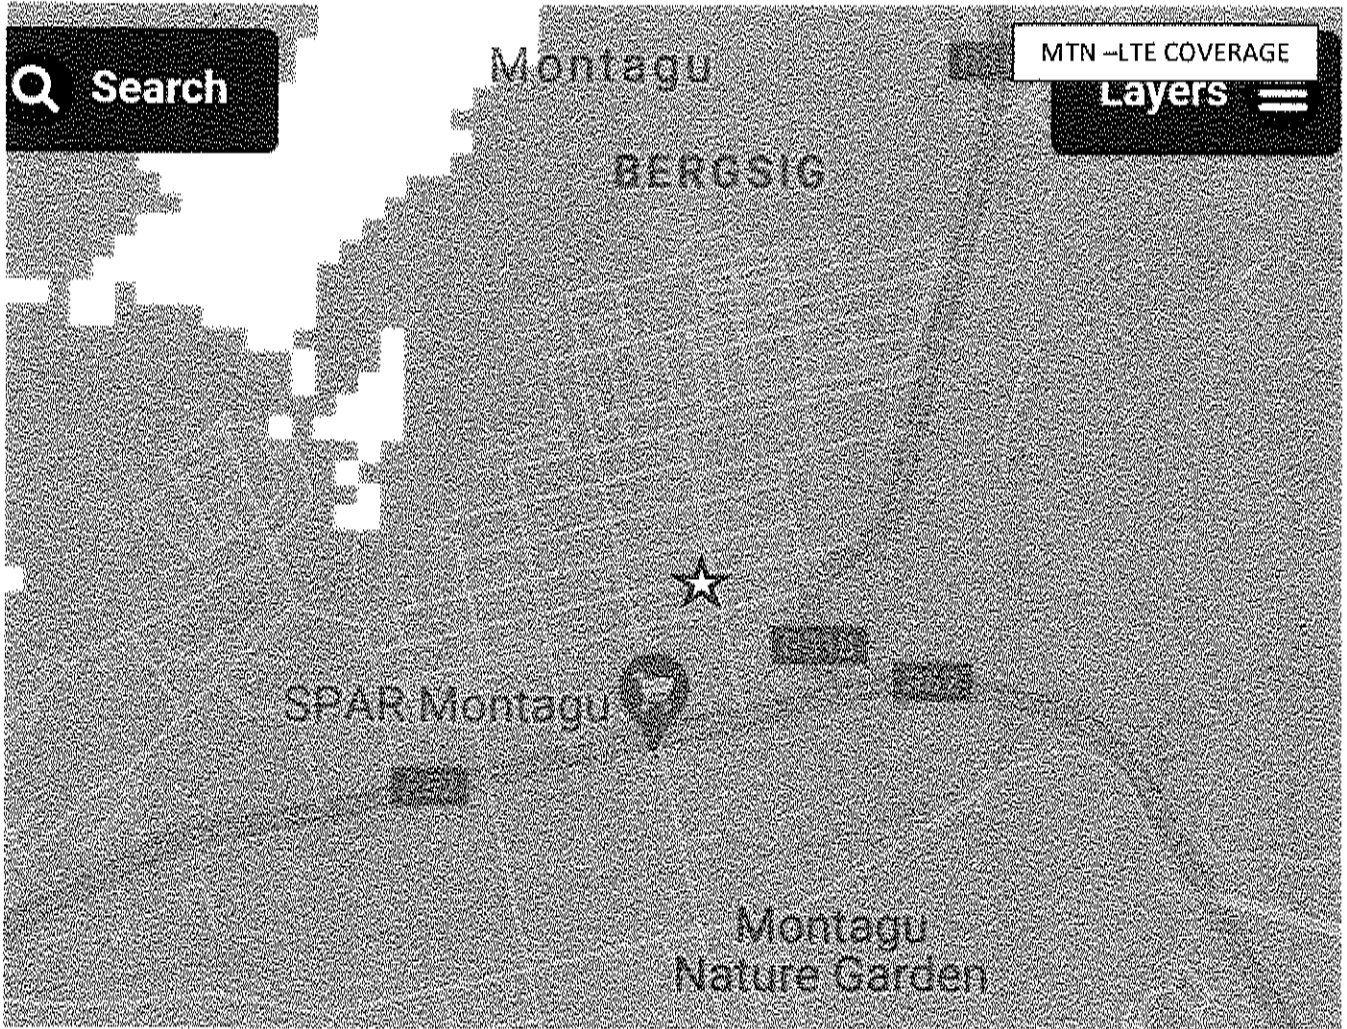 MTN –LTE COVERAGE
Search
Layers
Montagu
BERGSIG
SPAR Montagu
Montagu
Nature Garden